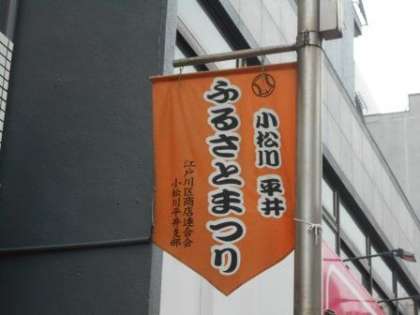 小松川 平井
ふるさとまつり
江戸川区商店連合会
小松川平井支部